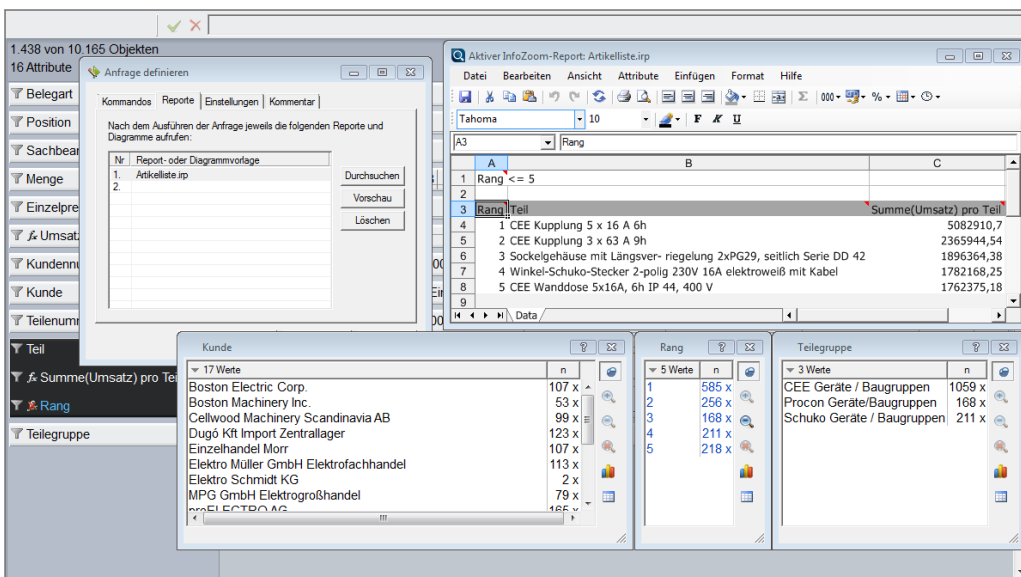 1.438 von 10.165 Objekten
16 Attribute
Belegart
Position
Sachbear
Menge
Einzelpre
fx Umsat
Kundennu
Kunde
Teilenumr
Teil
fx Summe(Umsatz) pro Tei
fx Rang
Teilegruppe
Anfrage definieren
Kommandos Reporte Einstellungen Kommentar
Nach dem Ausführen der Anfrage jeweils die folgenden Reporte und
Diagramme aufrufen:
Nr Report- oder Diagrammvorlage
1. Artikelliste.irp
2.
Durchsuchen
Vorschau
Löschen
Aktiver InfoZoom-Report: Artikelliste.irp
Datei Bearbeiten Ansicht Attribute Einfügen Format Hilfe
Σ 000 %
Tahoma 10 F K U
A3 Rang
A B C
1 Rang <= 5
2
3 Rang Teil Summe(Umsatz) pro Teil
4 1 CEE Kupplung 5 x 16 A 6h 5082910,7
5 2 CEE Kupplung 3 x 63 A 9h 2365944,54
6 3 Sockelgehäuse mit Längsver- riegelung 2xPG29, seitlich Serie DD 42 1896364,38
7 4 Winkel-Schuko-Stecker 2-polig 230V 16A elektroweiß mit Kabel 1782168,25
8 5 CEE Wanddose 5x16A, 6h IP 44, 400 V 1762375,18
9
Data
Kunde
17 Werte n
Boston Electric Corp. 107 x
Boston Machinery Inc. 53 x
Cellwood Machinery Scandinavia AB 99 x
Dugó Kft Import Zentrallager 123 x
Einzelhandel Morr 107 x
Elektro Müller GmbH Elektrofachhandel 113 x
Elektro Schmidt KG 2 x
MPG GmbH Elektrogroßhandel 79 x
proELECTRO AG 165 x
Rang
5 Werte n
1 585 x
2 256 x
3 168 x
4 211 x
5 218 x
Teilegruppe
3 Werte n
CEE Geräte / Baugruppen 1059 x
Procon Geräte/Baugruppen 168 x
Schuko Geräte / Baugruppen 211 x